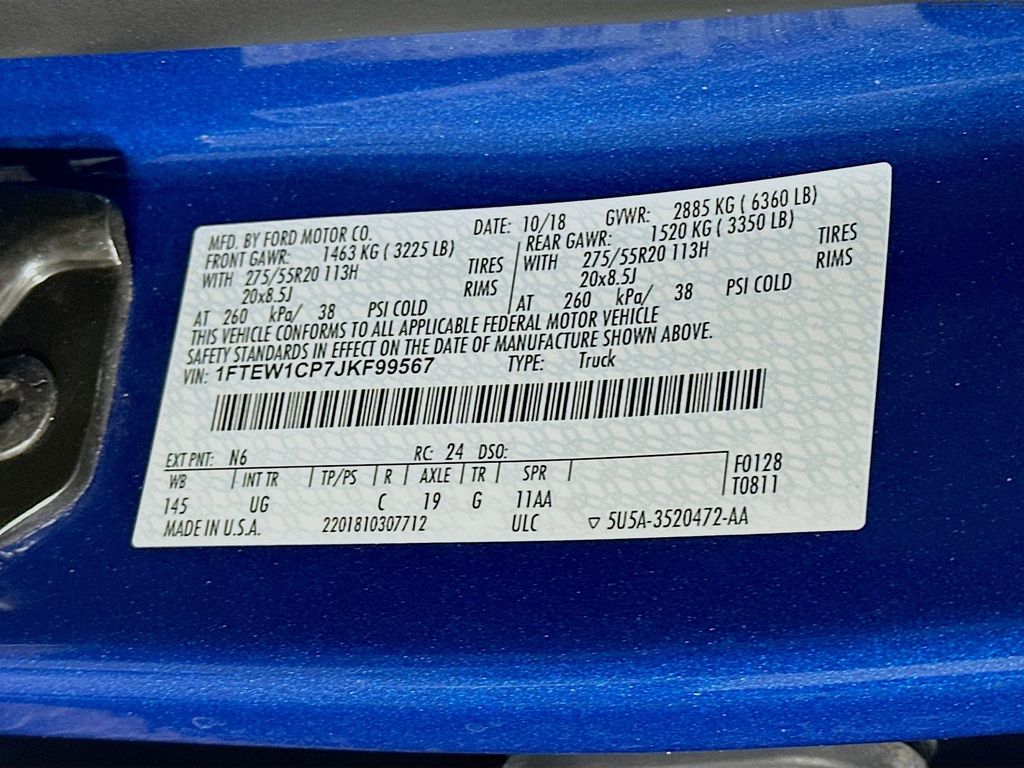 MFD. BY FORD MOTOR CO. DATE: 10/18 GVWR: 2885 KG ( 6360 LB)
FRONT GAWR: 1463 KG ( 3225 LB) REAR GAWR: 1520 KG ( 3350 LB)
WITH 275/55R20 113H TIRES WITH 275/55R20 113H TIRES
20x8.5J RIMS 20x8.5J RIMS
AT 260 kPa/ 38 PSI COLD AT 260 kPa/ 38 PSI COLD
THIS VEHICLE CONFORMS TO ALL APPLICABLE FEDERAL MOTOR VEHICLE
SAFETY STANDARDS IN EFFECT ON THE DATE OF MANUFACTURE SHOWN ABOVE.
VIN: 1FTEW1CP7JKF99567 TYPE: Truck
EXT PNT: N6 RC: 24 DSO:
WB INT TR TP/PS R AXLE TR SPR F0128
145 UG C 19 G 11AA T0811
MADE IN U.S.A. 2201810307712 ULC ▽ 5U5A-3520472-AA